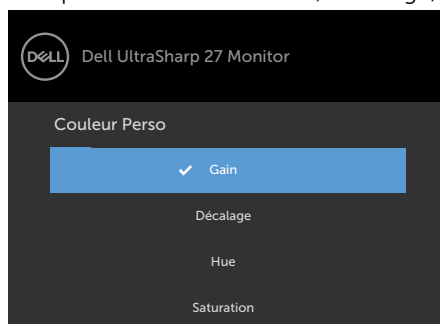 DELL Dell UltraSharp 27 Monitor
Couleur Perso
Gain
Décalage
Hue
Saturation